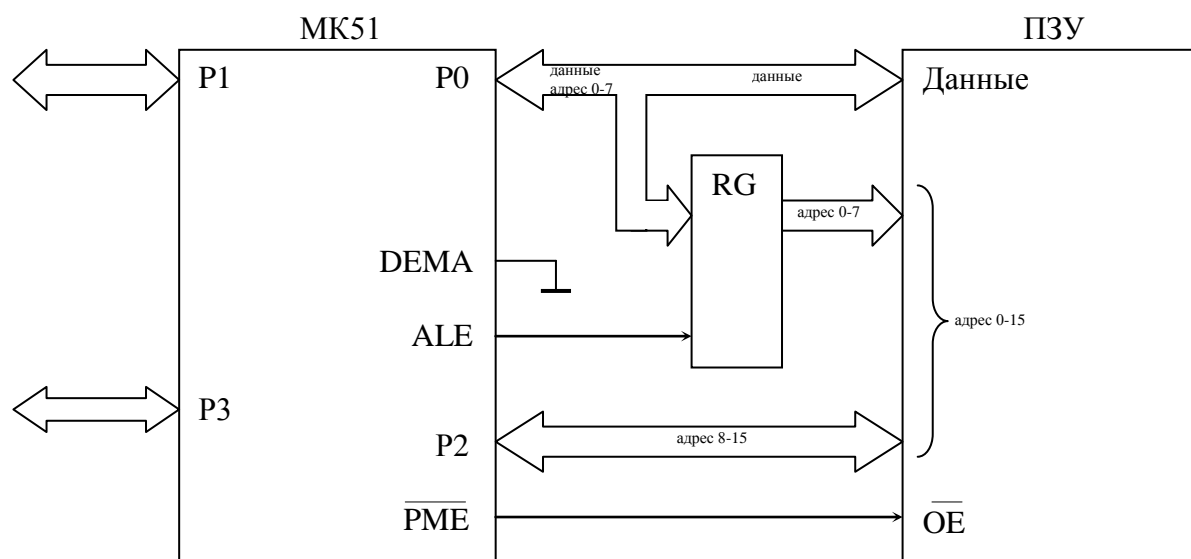 МК51
ПЗУ
P1
P0
данные
адрес 0-7
данные
Данные
RG
адрес 0-7
DEMA
адрес 0-15
ALE
P3
P2
адрес 8-15
PME
OE